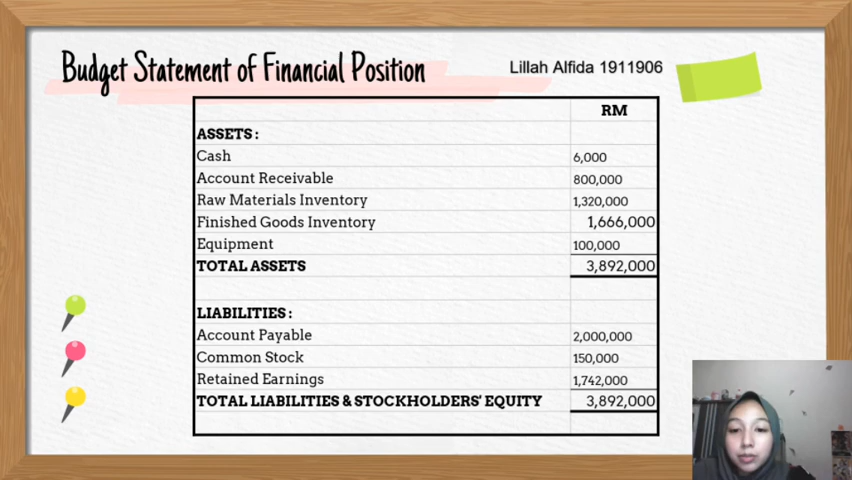 Budget Statement of Financial Position
Lillah Alfida 1911906
RM
ASSETS :
Cash 6,000
Account Receivable 800,000
Raw Materials Inventory 1,320,000
Finished Goods Inventory 1,666,000
Equipment 100,000
TOTAL ASSETS 3,892,000
LIABILITIES :
Account Payable 2,000,000
Common Stock 150,000
Retained Earnings 1,742,000
TOTAL LIABILITIES & STOCKHOLDERS' EQUITY 3,892,000